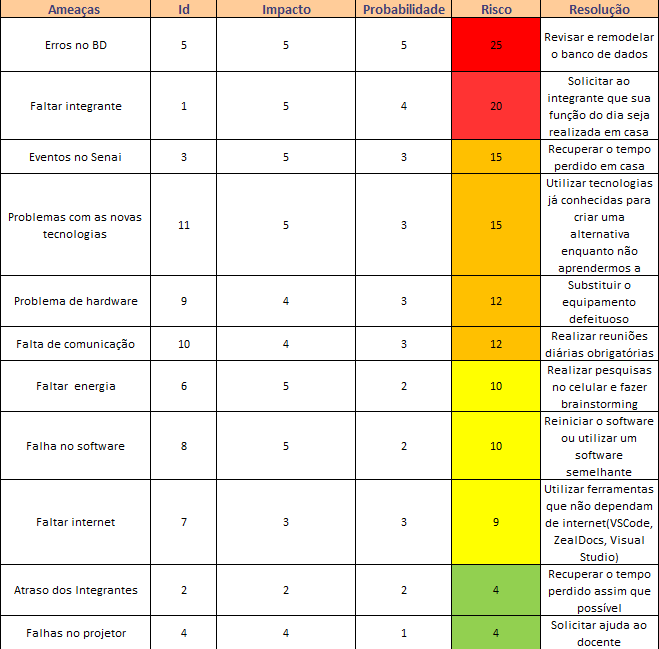 Ameaças Id Impacto Probabilidade Risco Resolução
Erros no BD 5 5 5 25 Revisar e remodelar
o banco de dados
Faltar integrante 1 5 4 20 Solicitar ao
integrante que sua
função do dia seja
realizada em casa
Eventos no Senai 3 5 3 15 Recuperar o tempo
perdido em casa
Problemas com as novas
tecnologias 11 5 3 15 Utilizar tecnologias
já conhecidas para
criar uma
alternativa
enquanto não
aprendermos a
Problema de hardware 9 4 3 12 Substituir o
equipamento
defeituoso
Falta de comunicação 10 4 3 12 Realizar reuniões
diárias obrigatórias
Faltar energia 6 5 2 10 Realizar pesquisas
no celular e fazer
brainstorming
Falha no software 8 5 2 10 Reiniciar o software
ou utilizar um
software
semelhante
Faltar internet 7 3 3 9 Utilizar ferramentas
que não dependam
de internet(VSCode,
ZealDocs, Visual
Studio)
Atraso dos Integrantes 2 2 2 4 Recuperar o tempo
perdido assim que
possível
Falhas no projetor 4 4 1 4 Solicitar ajuda ao
docente